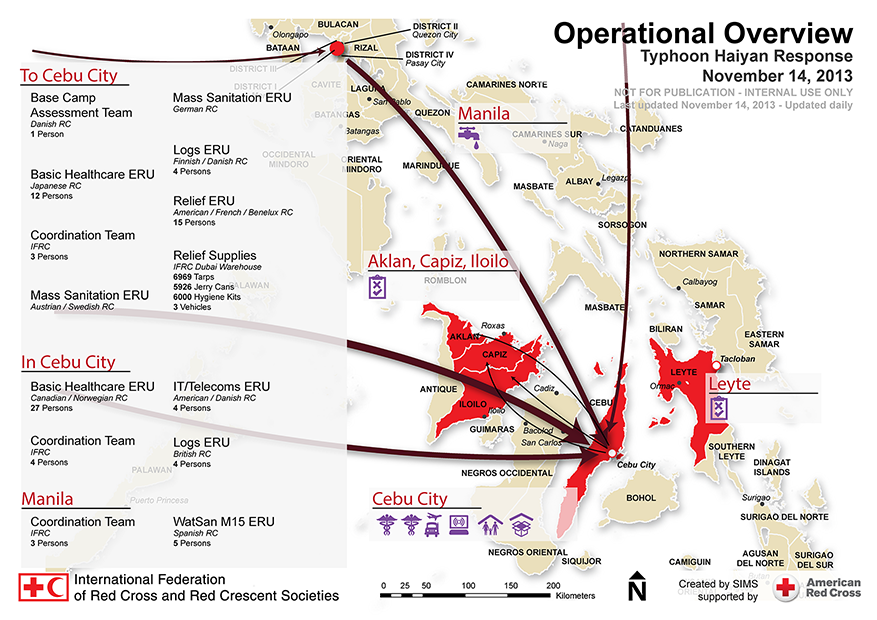 Operational Overview
Typhoon Haiyan Response
November 14, 2013
NOT FOR PUBLICATION - INTERNAL USE ONLY
Last updated November 14, 2013 - Updated daily
To Cebu City
Base Camp
Assessment Team
Danish RC
1 Person
Basic Healthcare ERU
Japanese RC
12 Persons
Coordination Team
IFRC
3 Persons
Mass Sanitation ERU
Austrian / Swedish RC
Mass Sanitation ERU
German RC
Logs ERU
Finnish / Danish RC
4 Persons
Relief ERU
American / French / Benelux RC
15 Persons
Relief Supplies
IFRC Dubai Warehouse
6969 Tarps
5926 Jerry Cans
6000 Hygiene Kits
3 Vehicles
In Cebu City
Basic Healthcare ERU
Canadian / Norwegian RC
27 Persons
Coordination Team
IFRC
4 Persons
IT/Telecoms ERU
American / Danish RC
4 Persons
Logs ERU
British RC
4 Persons
Manila
Coordination Team
IFRC
3 Persons
WatSan M15 ERU
Spanish RC
5 Persons
BULACAN
Olongapo
BATAAN
RIZAL
DISTRICT II
Quezon City
DISTRICT IV
Pasay City
DISTRICT III
DISTRICT I
CAVITE
LAGUNA
San Pablo
BATANGAS
Batangas
QUEZON
CAMARINES NORTE
Manila
CAMARINES SUR
Naga
CATANDUANES
OCCIDENTAL
MINDORO
ORIENTAL
MINDORO
MARINDUQUE
MASBATE
ALBAY
Legazpi
SORSOGON
Aklan, Capiz, Iloilo
ROMBLON
PALAWAN
NORTHERN SAMAR
Calbayog
SAMAR
MASBATE
BILIRAN
EASTERN
SAMAR
Roxas
AKLAN
CAPIZ
Tacloban
LEYTE
Ormoc
Leyte
ANTIQUE
Cadiz
ILOILO
Iloilo
CEBU
GUIMARAS
Bacolod
San Carlos
Cebu City
SOUTHERN
LEYTE
DINAGAT
ISLANDS
NEGROS OCCIDENTAL
PALAWAN
Puerto Princesa
Cebu City
BOHOL
Surigao
SURIGAO DEL NORTE
NEGROS ORIENTAL
SIQUIJOR
CAMIGUIN
AGUSAN
DEL NORTE
SURIGAO
DEL SUR
International Federation
of Red Cross and Red Crescent Societies
0 25 50 100 150 200
Kilometers
N
Created by SIMS
supported by
American
Red Cross